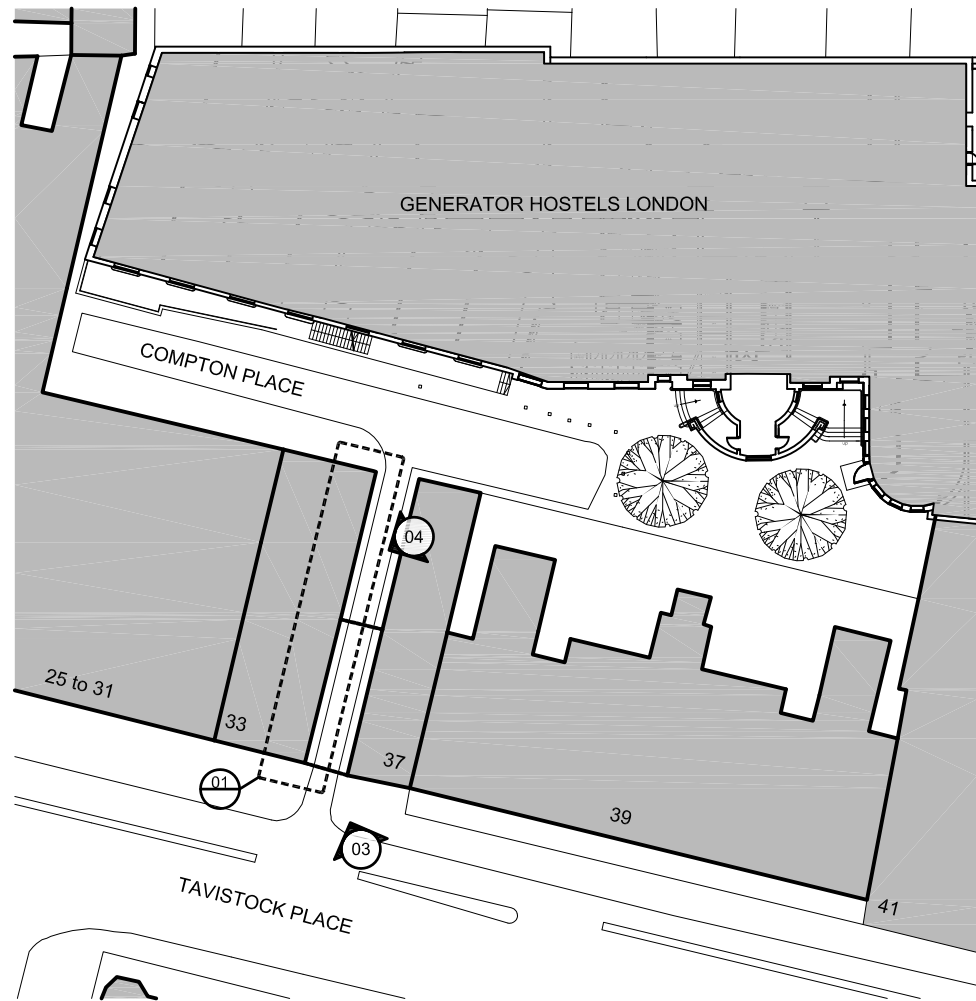 GENERATOR HOSTELS LONDON
COMPTON PLACE
04
25 to 31
33
37
01
39
03
TAVISTOCK PLACE
41